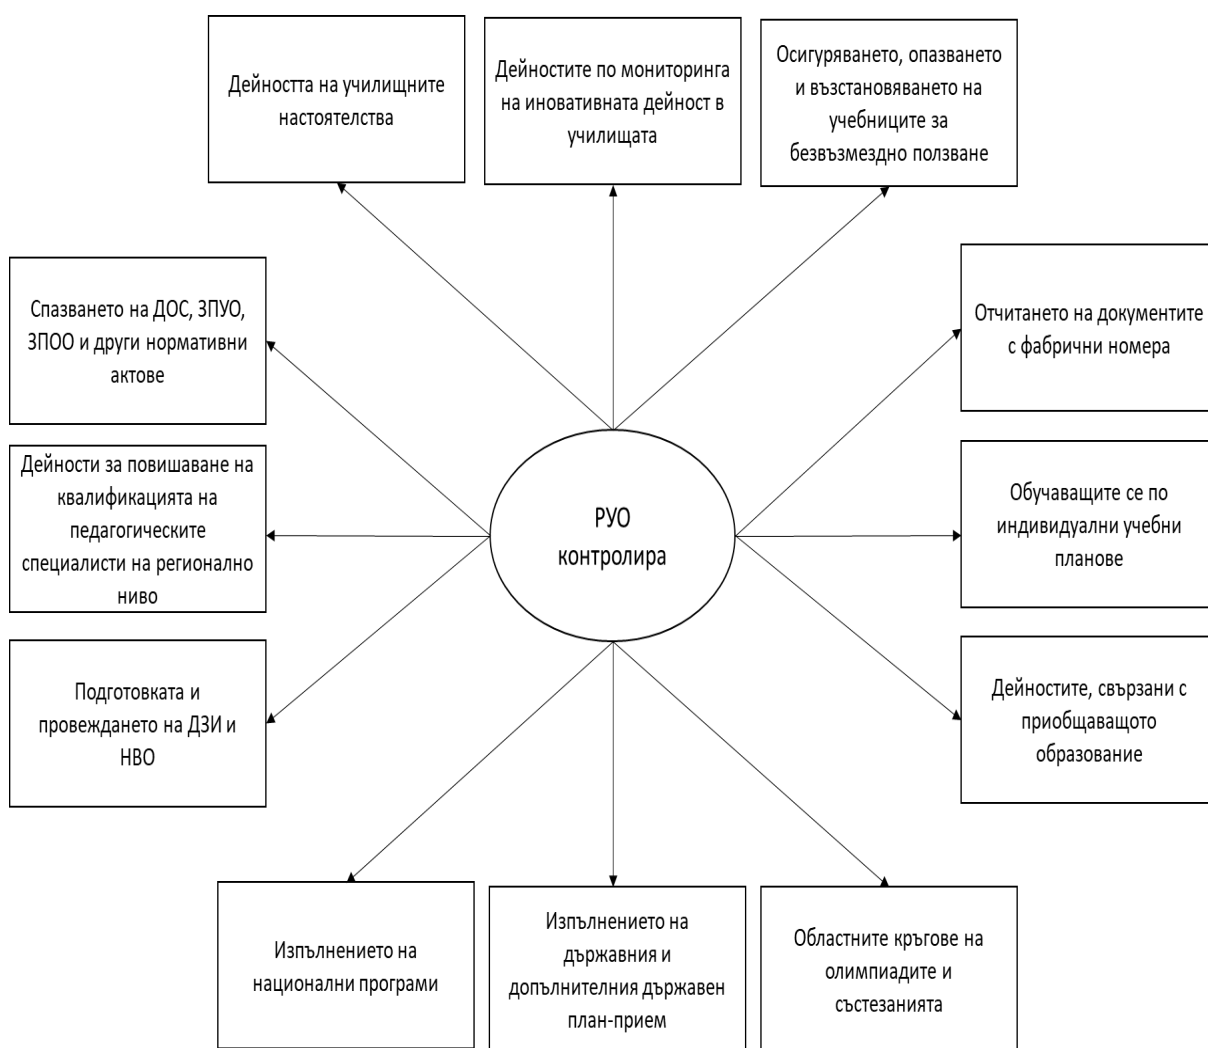 Дейността на училищните
настоятелства
Дейностите по мониторинга
на иновативната дейност в
училищата
Осигуряването, опазването
и възстановяването на
учебниците за
безвъзмездно ползване
Спазването на ДОС, ЗПУО,
ЗПОО и други нормативни
актове
Отчитането на документите
с фабрични номера
Дейности за повишаване на
квалификацията на
педагогическите
специалисти на регионално
ниво
РУО
контролира
Обучаващите се по
индивидуални учебни
планове
Подготовката и
провеждането на ДЗИ и
НВО
Дейностите, свързани с
приобщаващото
образование
Изпълнението на
национални програми
Изпълнението на
държавния и
допълнителния държавен
план-прием
Областните кръгове на
олимпиадите и
състезанията